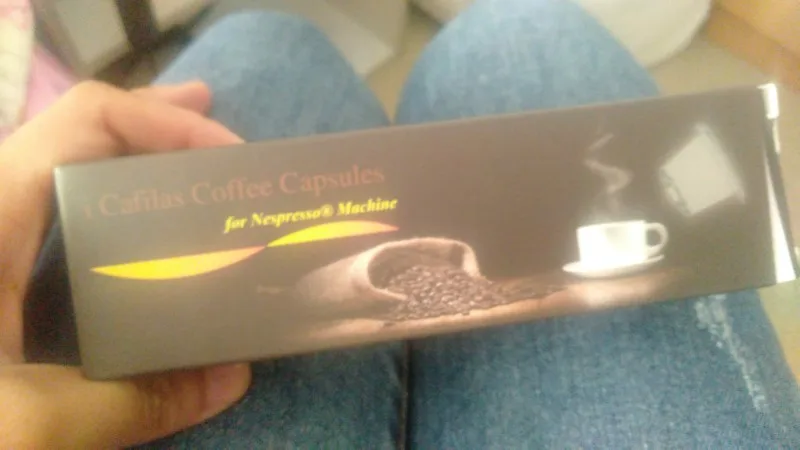 i Cafilas Coffee Capsules
for Nespresso® Machine